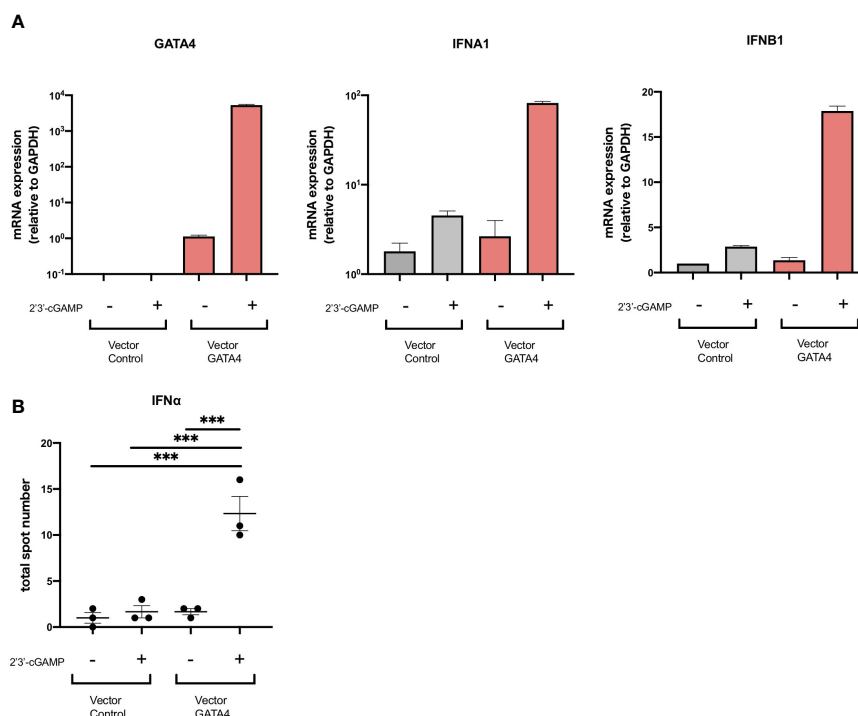 A
GATA4
IFNA1
IFNB1
mRNA expression
(relative to GAPDH)
10⁴
10³
10²
10¹
10⁰
10⁻¹
mRNA expression
(relative to GAPDH)
10²
10¹
10⁰
mRNA expression
(relative to GAPDH)
20
15
10
5
0
2'3'-cGAMP - + - +
Vector
Control
Vector
GATA4
2'3'-cGAMP - + - +
Vector
Control
Vector
GATA4
2'3'-cGAMP - + - +
Vector
Control
Vector
GATA4
B
IFNα
***
***
***
total spot number
20
15
10
5
0
2'3'-cGAMP - + - +
Vector
Control
Vector
GATA4